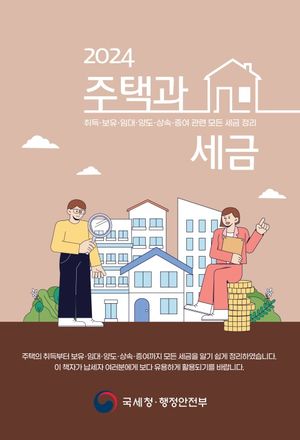 2024
주택과
취득·보유·임대·양도·상속·증여 관련 모든 세금 정리
세금
주택의 취득부터 보유·임대·양도·상속·증여까지 모든 세금을 알기 쉽게 정리하였습니다.
이 책자가 납세자 여러분에게 보다 유용하게 활용되기를 바랍니다.
국세청·행정안전부